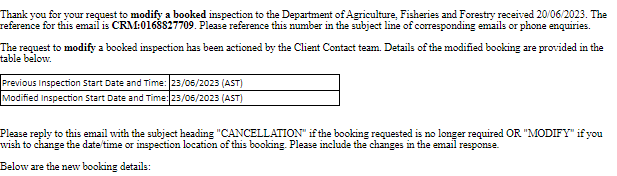 Thank you for your request to modify a booked inspection to the Department of Agriculture, Fisheries and Forestry received 20/06/2023. The
reference for this email is CRM:0168827709. Please reference this number in the subject line of corresponding emails or phone enquiries.
The request to modify a booked inspection has been actioned by the Client Contact team. Details of the modified booking are provided in the
table below.
Previous Inspection Start Date and Time: 23/06/2023 (AST)
Modified Inspection Start Date and Time: 23/06/2023 (AST)
Please reply to this email with the subject heading "CANCELLATION" if the booking requested is no longer required OR "MODIFY" if you
wish to change the date/time or inspection location of this booking. Please include the changes in the email response.
Below are the new booking details: